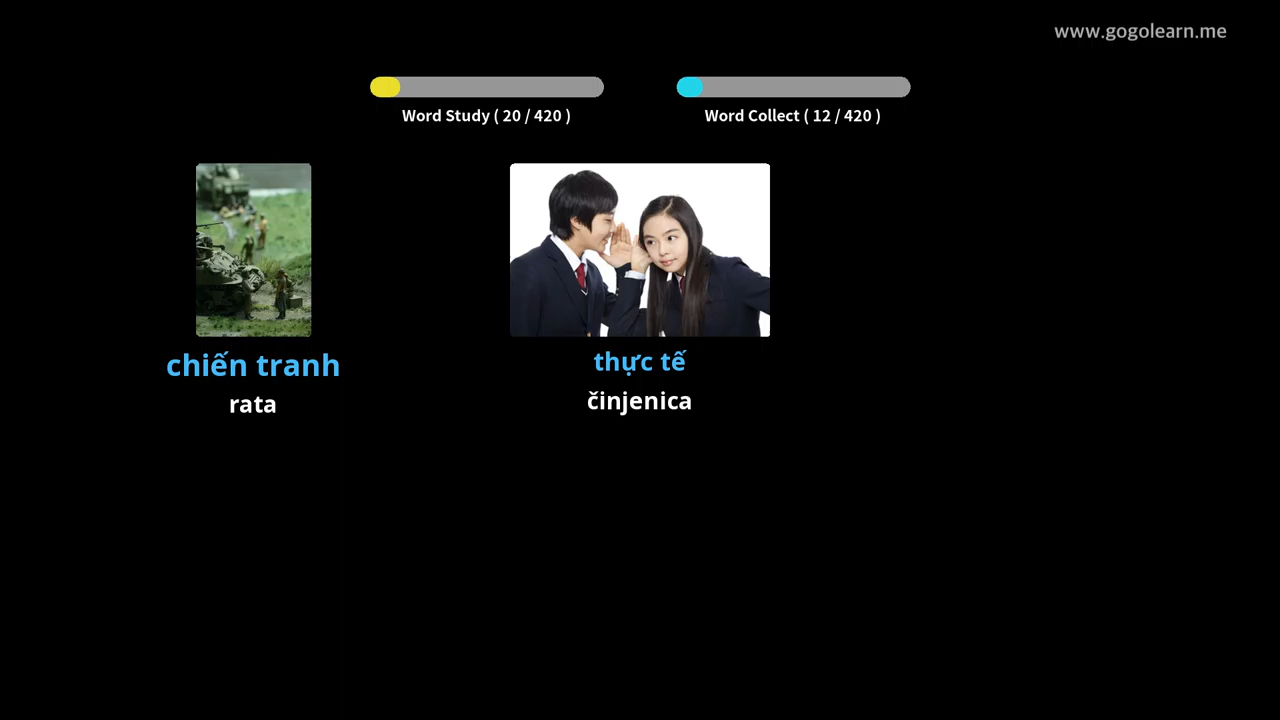 www.gogolearn.me
Word Study ( 20 / 420 )
Word Collect ( 12 / 420 )
chiến tranh
rata
thực tế
činjenica